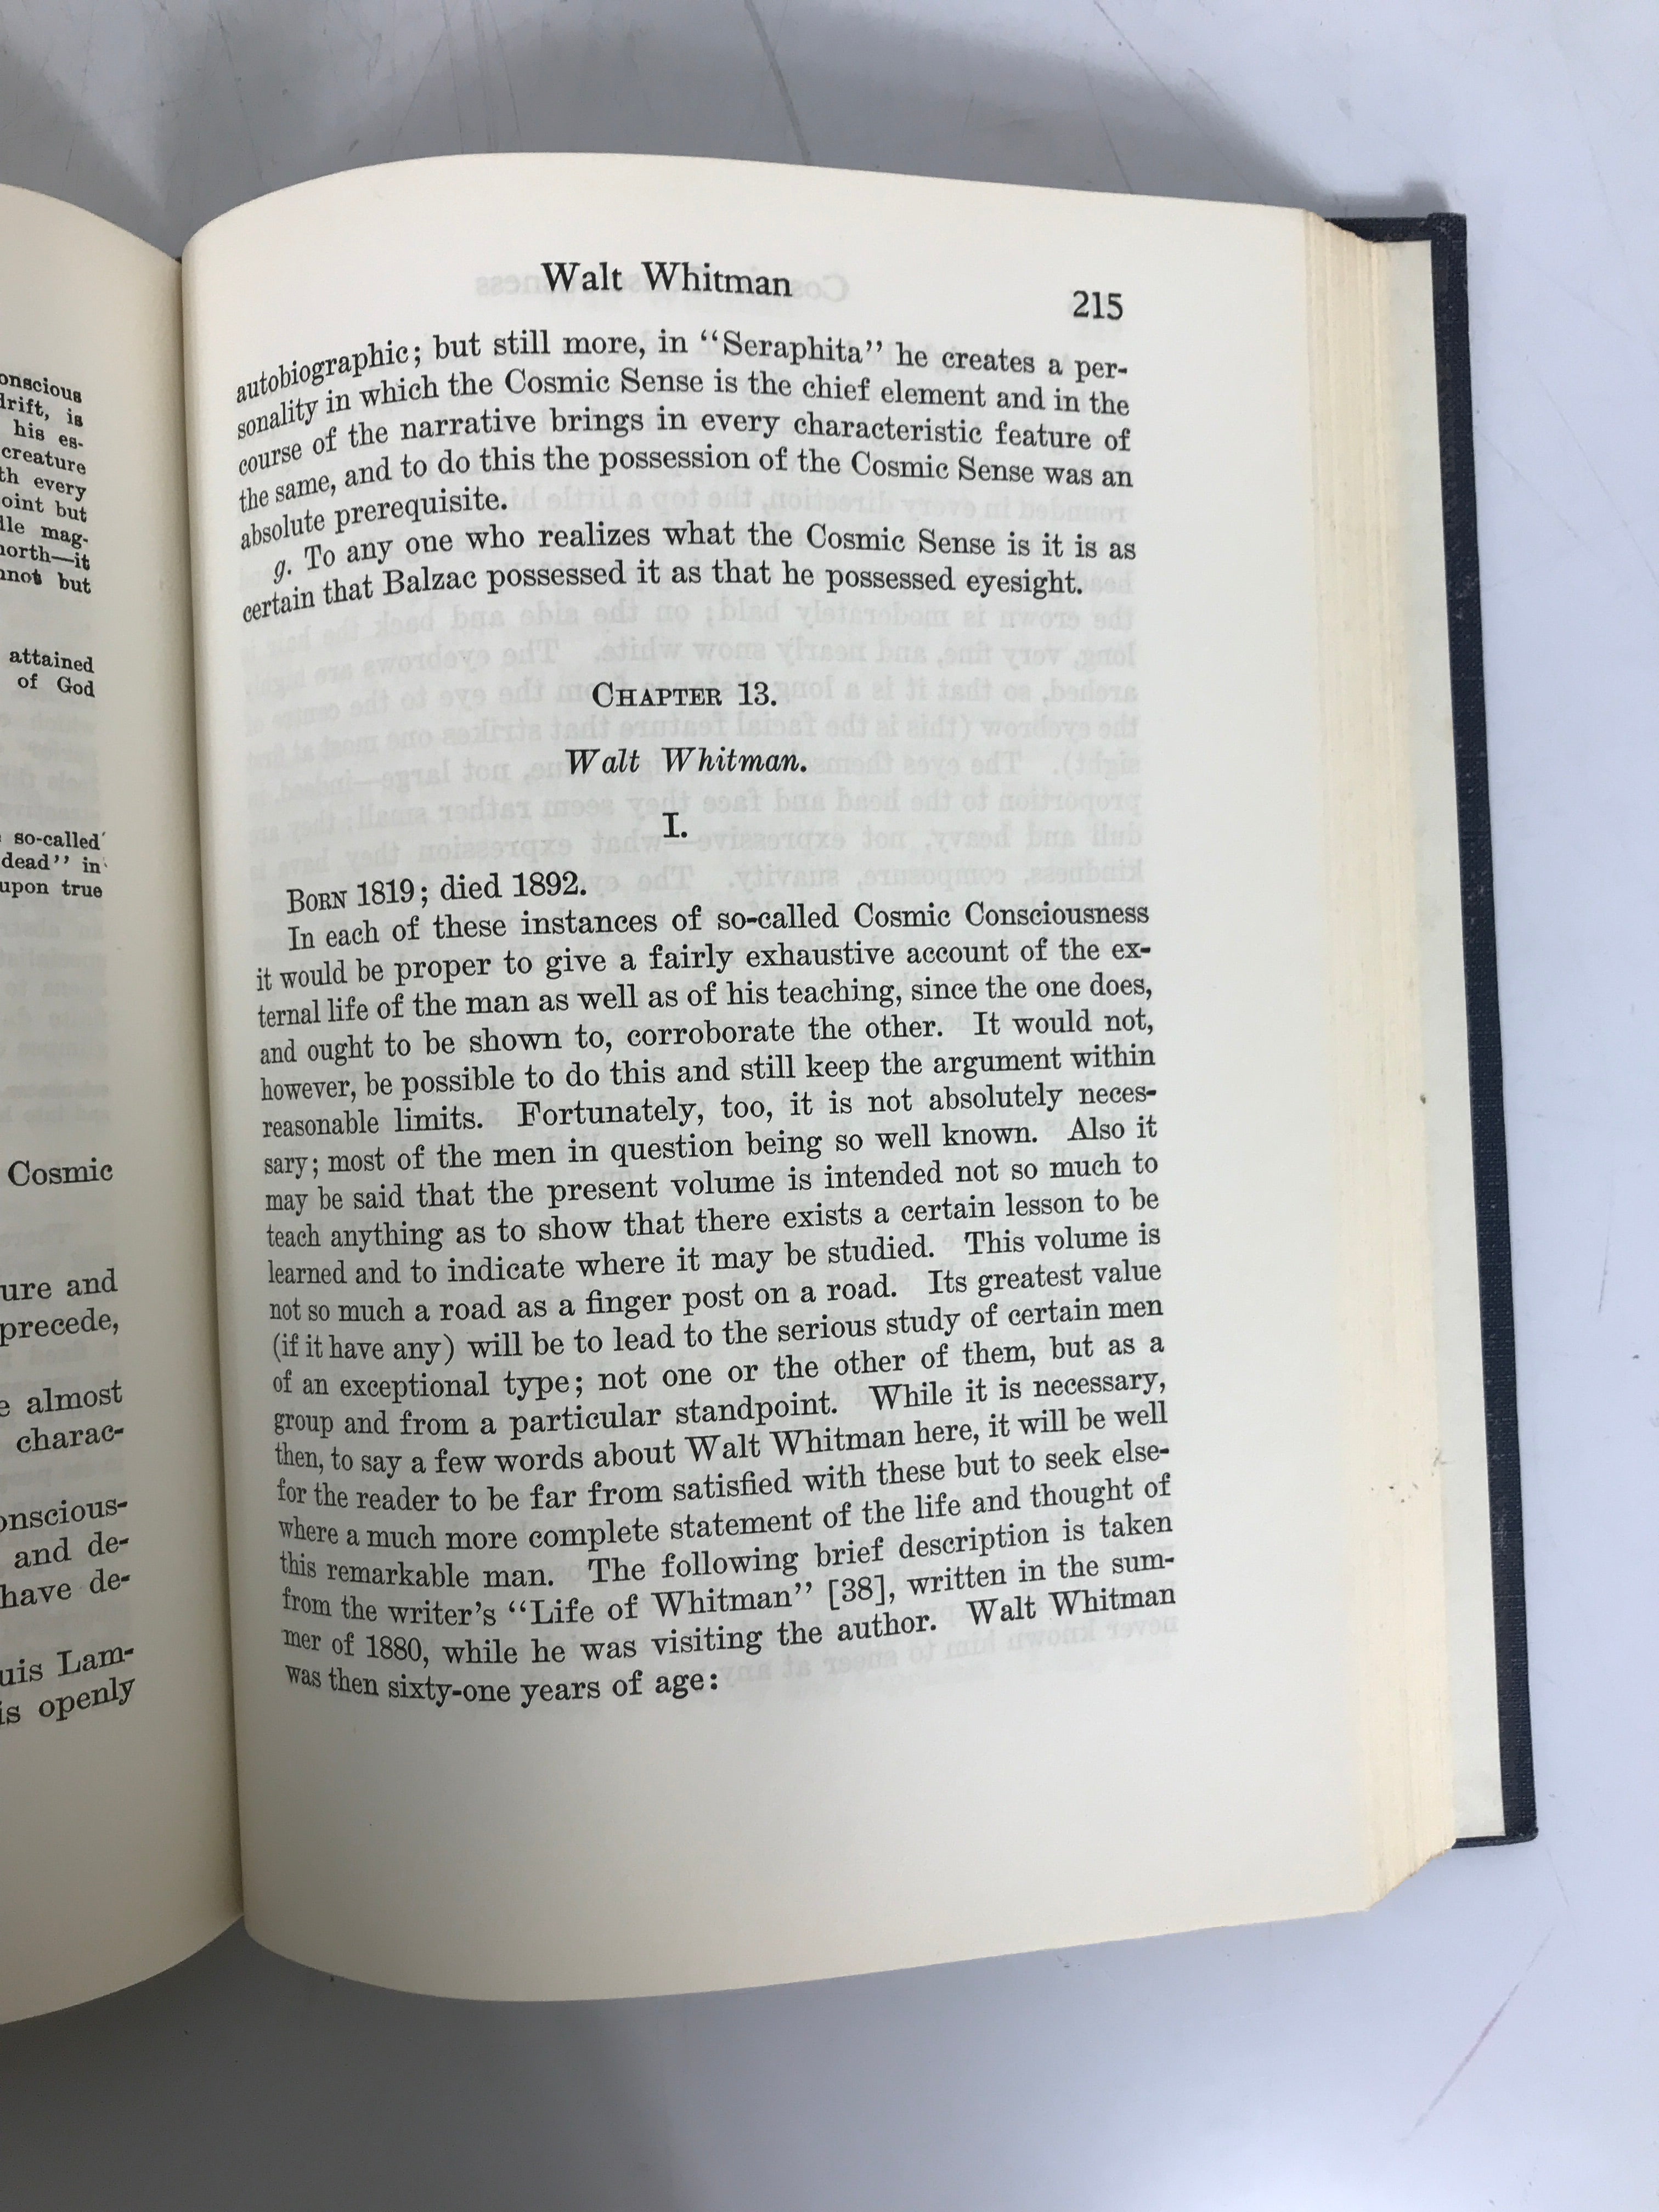 onscious
drift, is
his es-
creature
th every
oint but
lle mag-
north—it
nnot but
attained
of God
so-called
dead” in
upon true
Cosmic
ure and
precede,
e almost
charac-
onscious-
and de-
have de-
uis Lam-
is openly
Walt Whitman
215
autobiographic; but still more, in “Seraphita” he creates a per-
sonality in which the Cosmic Sense is the chief element and in the
course of the narrative brings in every characteristic feature of
the same, and to do this the possession of the Cosmic Sense was an
absolute prerequisite.
g. To any one who realizes what the Cosmic Sense is it is as
certain that Balzac possessed it as that he possessed eyesight.
CHAPTER 13.
Walt Whitman.
I.
BORN 1819; died 1892.
In each of these instances of so-called Cosmic Consciousness
it would be proper to give a fairly exhaustive account of the ex-
ternal life of the man as well as of his teaching, since the one does,
and ought to be shown to, corroborate the other. It would not,
however, be possible to do this and still keep the argument within
reasonable limits. Fortunately, too, it is not absolutely neces-
sary; most of the men in question being so well known. Also it
may be said that the present volume is intended not so much to
teach anything as to show that there exists a certain lesson to be
learned and to indicate where it may be studied. This volume is
not so much a road as a finger post on a road. Its greatest value
(if it have any) will be to lead to the serious study of certain men
of an exceptional type; not one or the other of them, but as a
group and from a particular standpoint. While it is necessary,
then, to say a few words about Walt Whitman here, it will be well
for the reader to be far from satisfied with these but to seek else-
where a much more complete statement of the life and thought of
this remarkable man. The following brief description is taken
from the writer’s “Life of Whitman” [38], written in the sum-
mer of 1880, while he was visiting the author. Walt Whitman
was then sixty-one years of age: